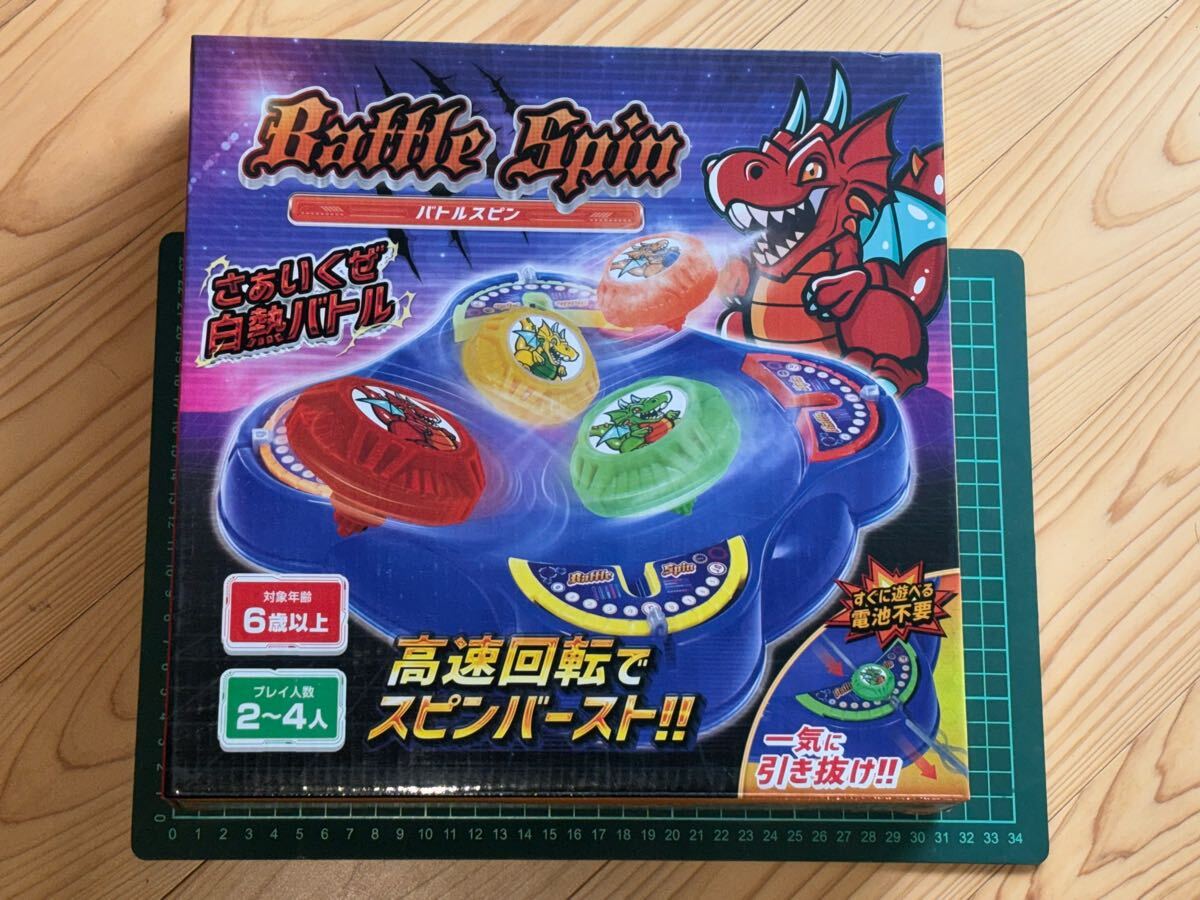 Battle Spin
バトルスピン
さぁいくぜ
白熱バトル
Battle Spin
対象年齢
6歳以上
プレイ人数
2〜4人
高速回転で
スピンバースト!!
すぐに遊べる
電池不要
一気に
引き抜け!!
0 1 2 3 4 5 6 7 8 9 10 11 12 13 14 15 16 17 18 19 20 21 22 23 24 25 26 27 28 29 30 31 32 33 34